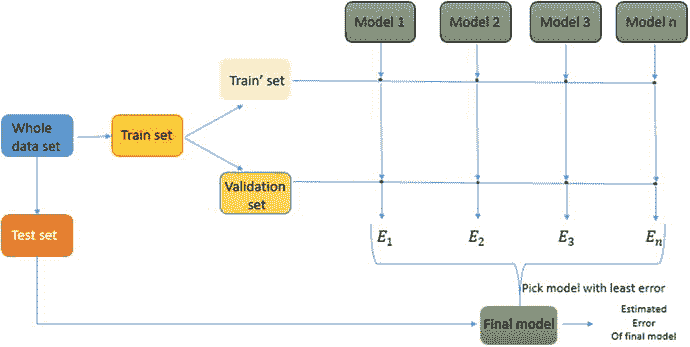 Model 1
Model 2
Model 3
Model n
Train’ set
Whole
data set
Train set
Validation
set
Test set
E1
E2
E3
En
Pick model with least error
Final model
Estimated
Error
Of final model